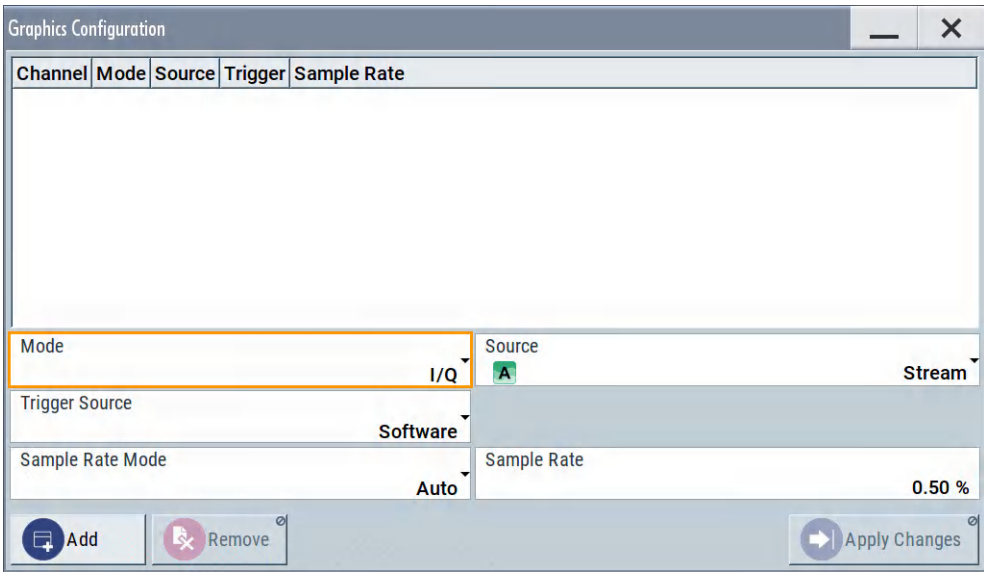 Graphics Configuration
Channel Mode Source Trigger Sample Rate
Mode
I/Q
Source
A Stream
Trigger Source
Software
Sample Rate Mode
Auto
Sample Rate
0.50 %
Add
Remove
Apply Changes